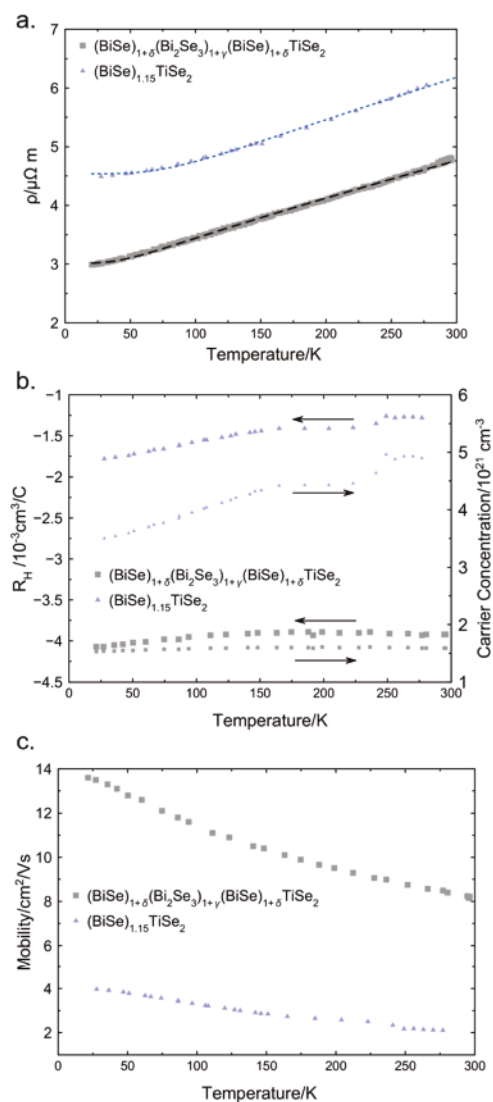 a.
(BiSe)1+δ(Bi2Se3)1+γ(BiSe)1+δTiSe2
(BiSe)1.15TiSe2
7
6
5
4
3
2
ρ/μΩ m
0 50 100 150 200 250 300
Temperature/K
b.
-1
-1.5
-2
-2.5
-3
-3.5
-4
-4.5
RH /10-3cm3/C
6
5
4
3
2
1
Carrier Concentration/1021 cm-3
(BiSe)1+δ(Bi2Se3)1+γ(BiSe)1+δTiSe2
(BiSe)1.15TiSe2
0 50 100 150 200 250 300
Temperature/K
c.
14
12
10
8
6
4
2
Mobility/cm2/Vs
(BiSe)1+δ(Bi2Se3)1+γ(BiSe)1+δTiSe2
(BiSe)1.15TiSe2
0 50 100 150 200 250 300
Temperature/K